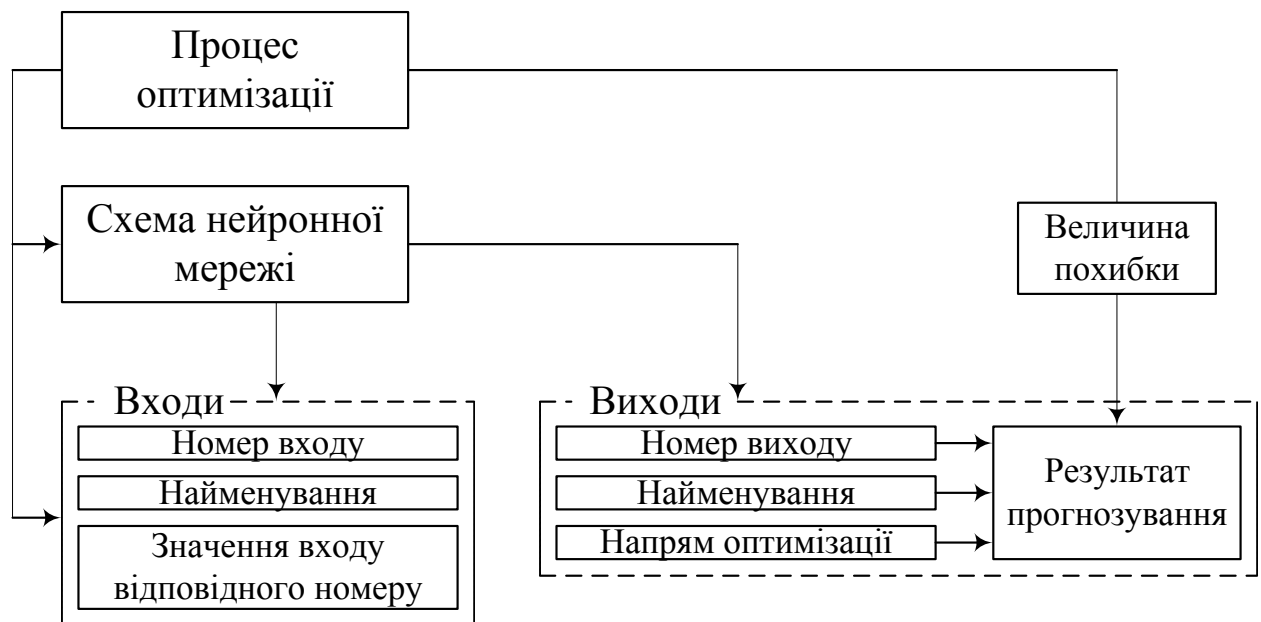 Процес
оптимізації
Схема нейронної
мережі
Величина
похибки
Входи
Номер входу
Найменування
Значення входу
відповідного номеру
Виходи
Номер виходу
Найменування
Напрям оптимізації
Результат
прогнозування